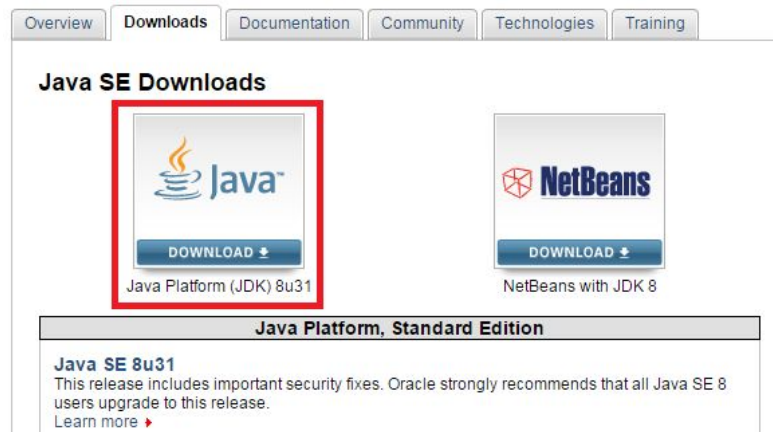 Overview Downloads Documentation Community Technologies Training
Java SE Downloads
Java™ NetBeans
DOWNLOAD DOWNLOAD
Java Platform (JDK) 8u31 NetBeans with JDK 8
Java Platform, Standard Edition
Java SE 8u31
This release includes important security fixes. Oracle strongly recommends that all Java SE 8
users upgrade to this release.
Learn more